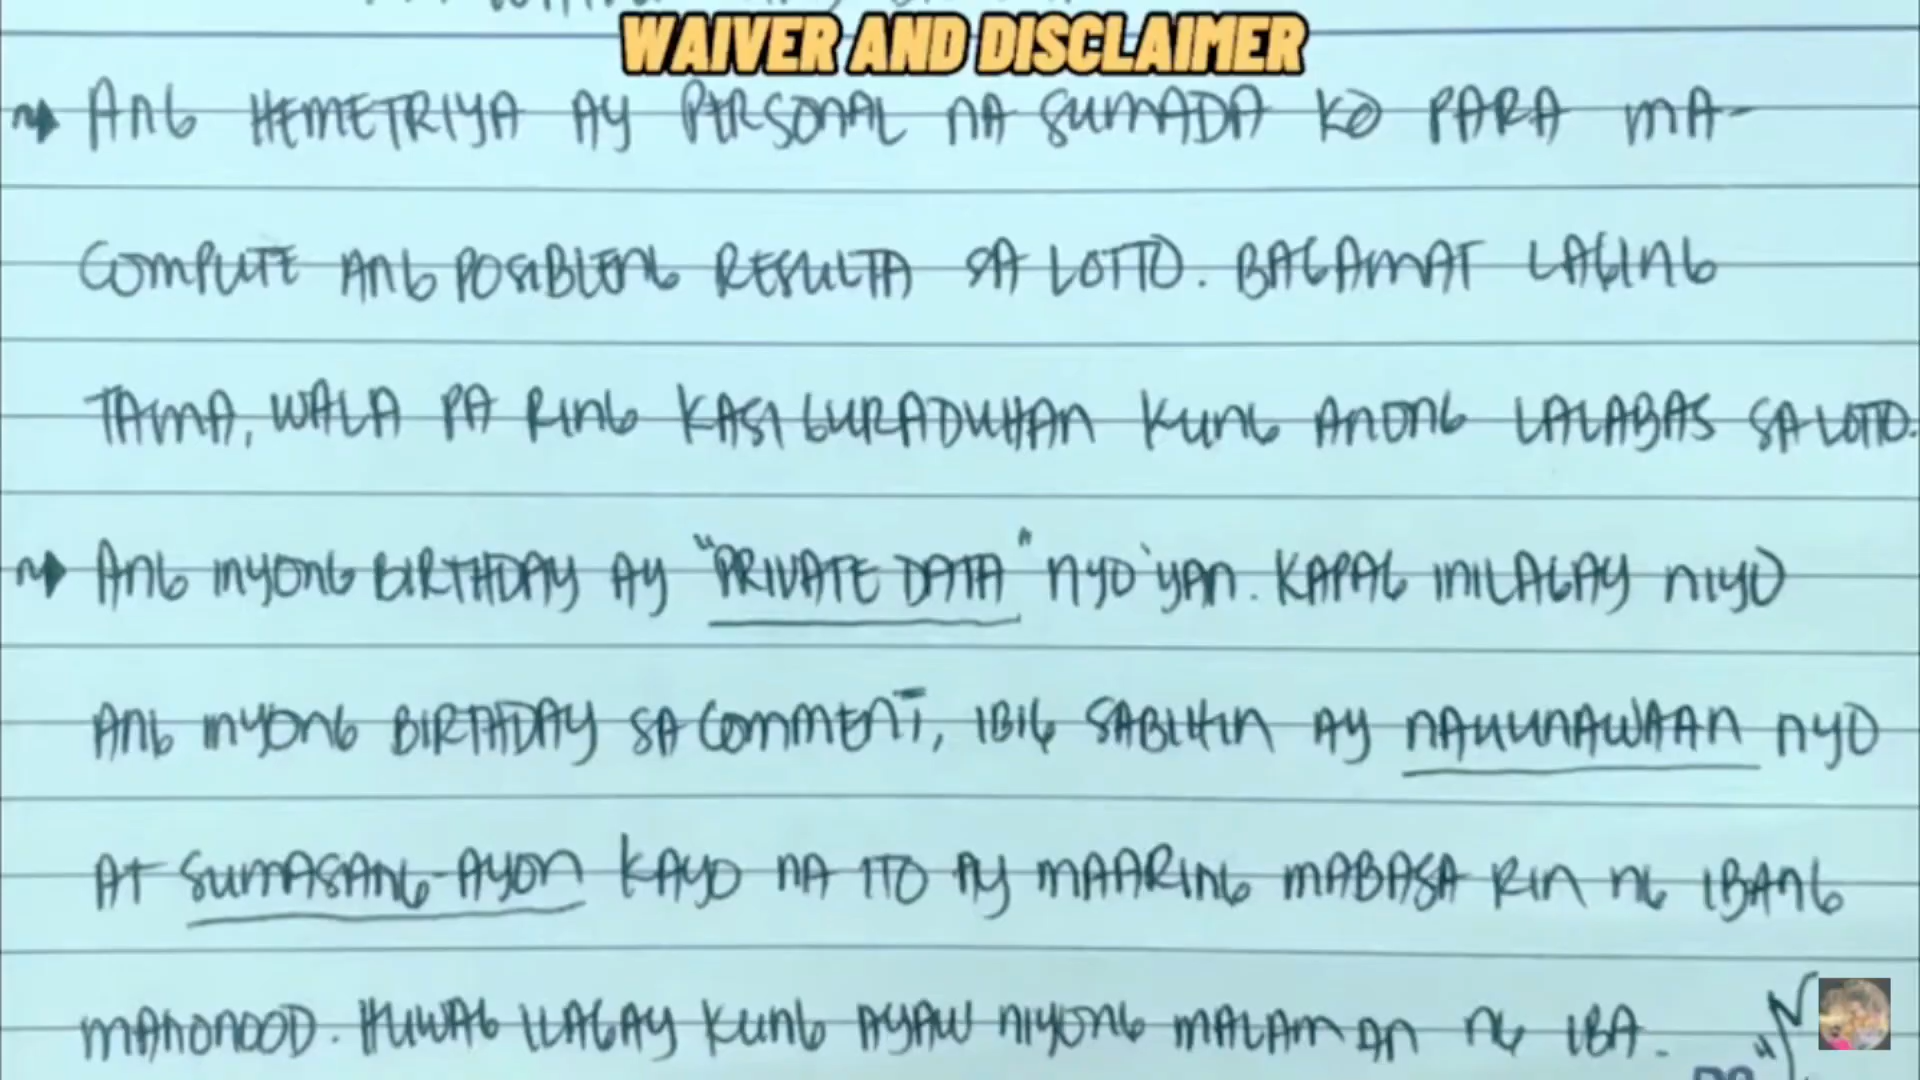 WAIVER AND DISCLAIMER
ANG HEMETRIYA AY PERSONAL NA SUMADA KO PARA MA-
COMPUTE ANG POSIBLENG RESULTA SA LOTTO. BAGAMAT LAGING
TAMA, WALA PA RING KASIGURADUHAN KUNG ANONG LALABAS SA LOTTO.
ANG INYONG BIRTHDAY AY "PRIVATE DATA" NYO 'YAN. KAPAG INILAGAY NIYO
ANG INYONG BIRTHDAY SA COMMENT, IBIG SABIHIN AY NAUUNAWAAN NYO
AT SUMASANG-AYON KAYO NA ITO AY MAARING MABASA RIN NG IBANG
MANONOOD. HUWAG ILAGAY KUNG AYAW NIYONG MALAMAN NG IBA.